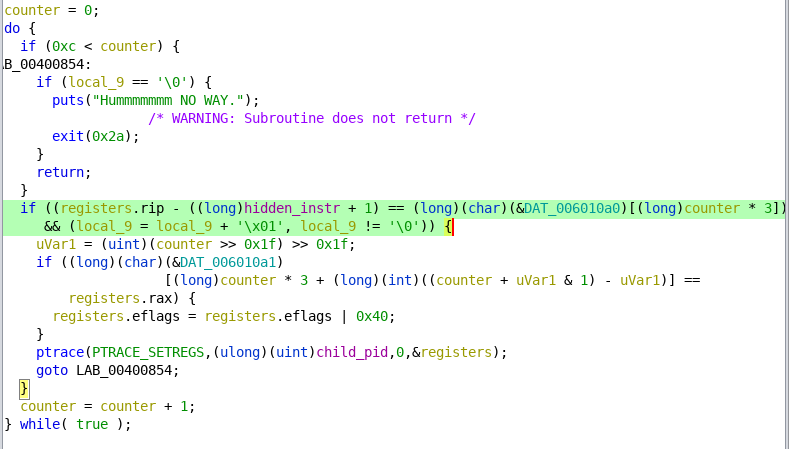 counter = 0;
do {
if (0xc < counter) {
B_00400854:
if (local_9 == '\0') {
puts("Hummmmmmm NO WAY.");
/* WARNING: Subroutine does not return */
exit(0x2a);
}
return;
}
if ((registers.rip - ((long)hidden_instr + 1) == (long)(char)(&DAT_006010a0)[(long)counter * 3])
&& (local_9 = local_9 + '\x01', local_9 != '\0')) {
uVar1 = (uint)(counter >> 0x1f) >> 0x1f;
if ((long)(char)(&DAT_006010a1)
[(long)counter * 3 + (long)(int)((counter + uVar1 & 1) - uVar1)] ==
registers.rax) {
registers.eflags = registers.eflags | 0x40;
}
ptrace(PTRACE_SETREGS,(ulong)(uint)child_pid,0,&registers);
goto LAB_00400854;
}
counter = counter + 1;
} while( true );